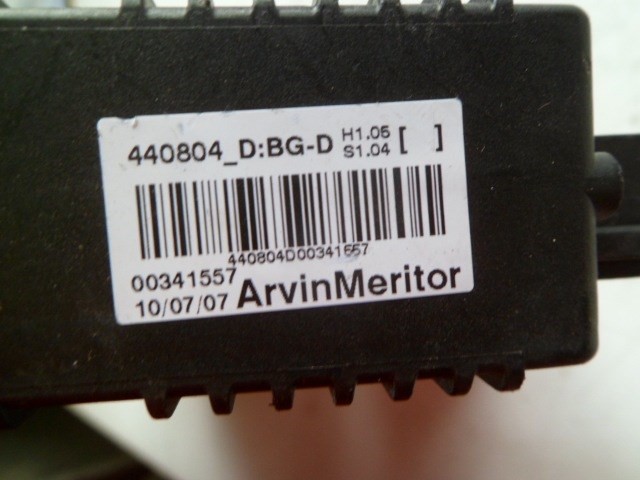 440804_D:BG-D H1.05 S1.04 [ ]
440804D00341557
00341557
10/07/07 ArvinMeritor